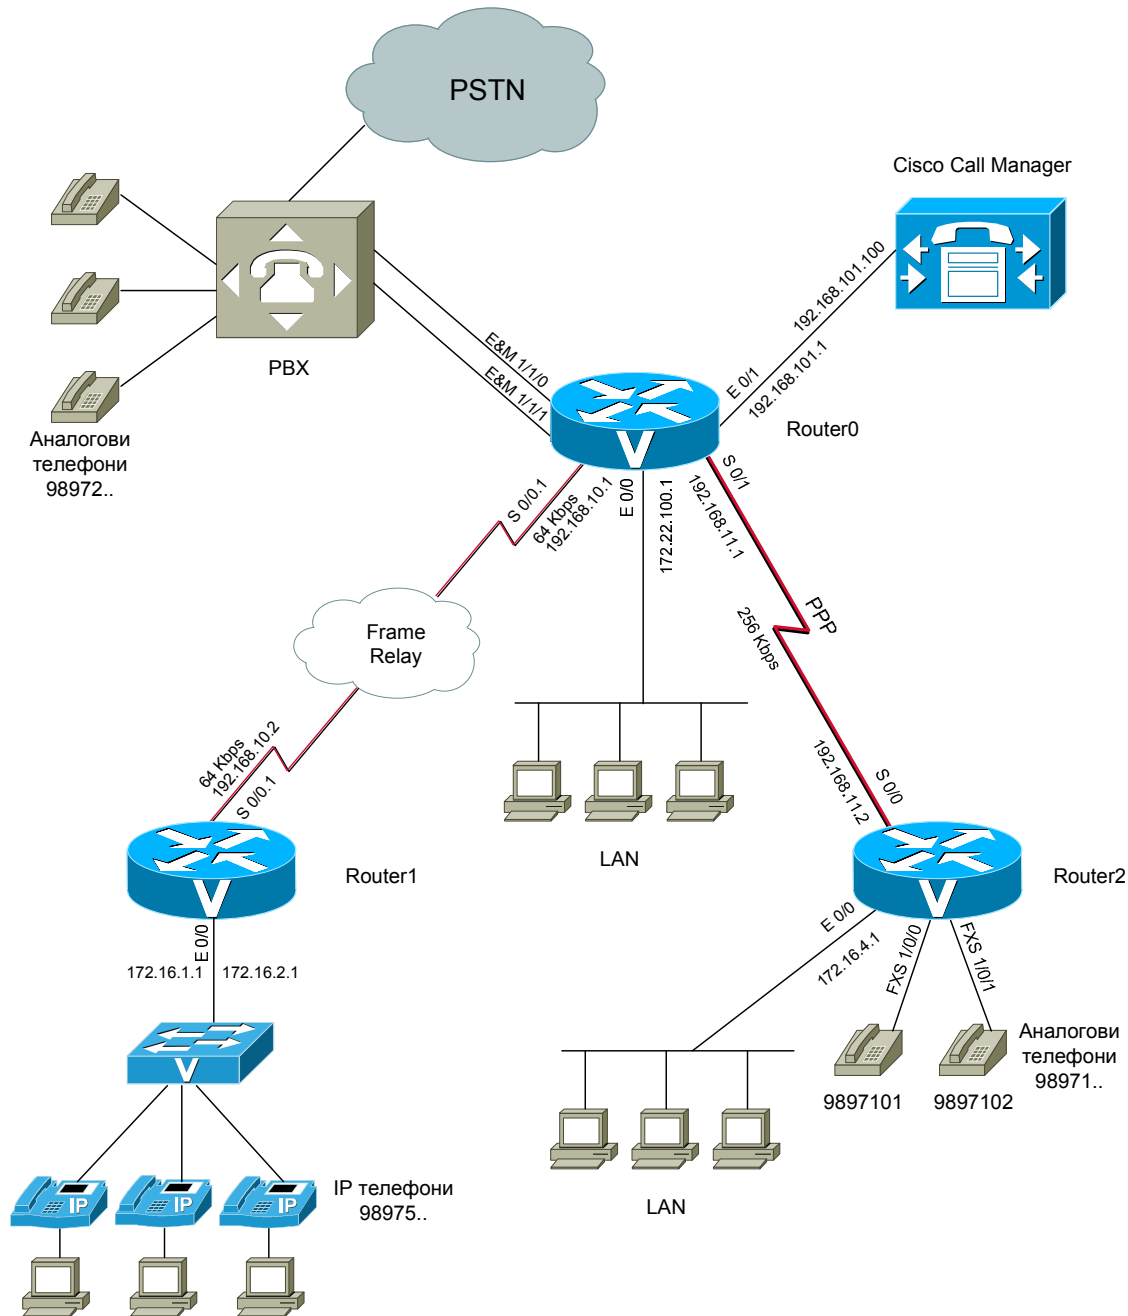 PSTN
Cisco Call Manager
192.168.101.100
E 0/1
192.168.101.1
PBX
E&M 1/1/0
E&M 1/1/1
Router0
Аналогови
телефони
98972..
S 0/0.1
64 Kbps
192.168.10.1
E 0/0
172.22.100.1
S 0/1
192.168.11.1
Frame
Relay
PPP
256 Kbps
64 Kbps
192.168.10.2
S 0/0.1
192.168.11.2
S 0/0
LAN
Router1
V
Router2
V
V
E 0/0
172.16.1.1
172.16.2.1
E 0/0
172.16.4.1
FXS 1/0/0
FXS 1/0/1
V
Аналогови
телефони
98971..
9897101
9897102
IP
IP
IP
IP телефони
98975..
LAN